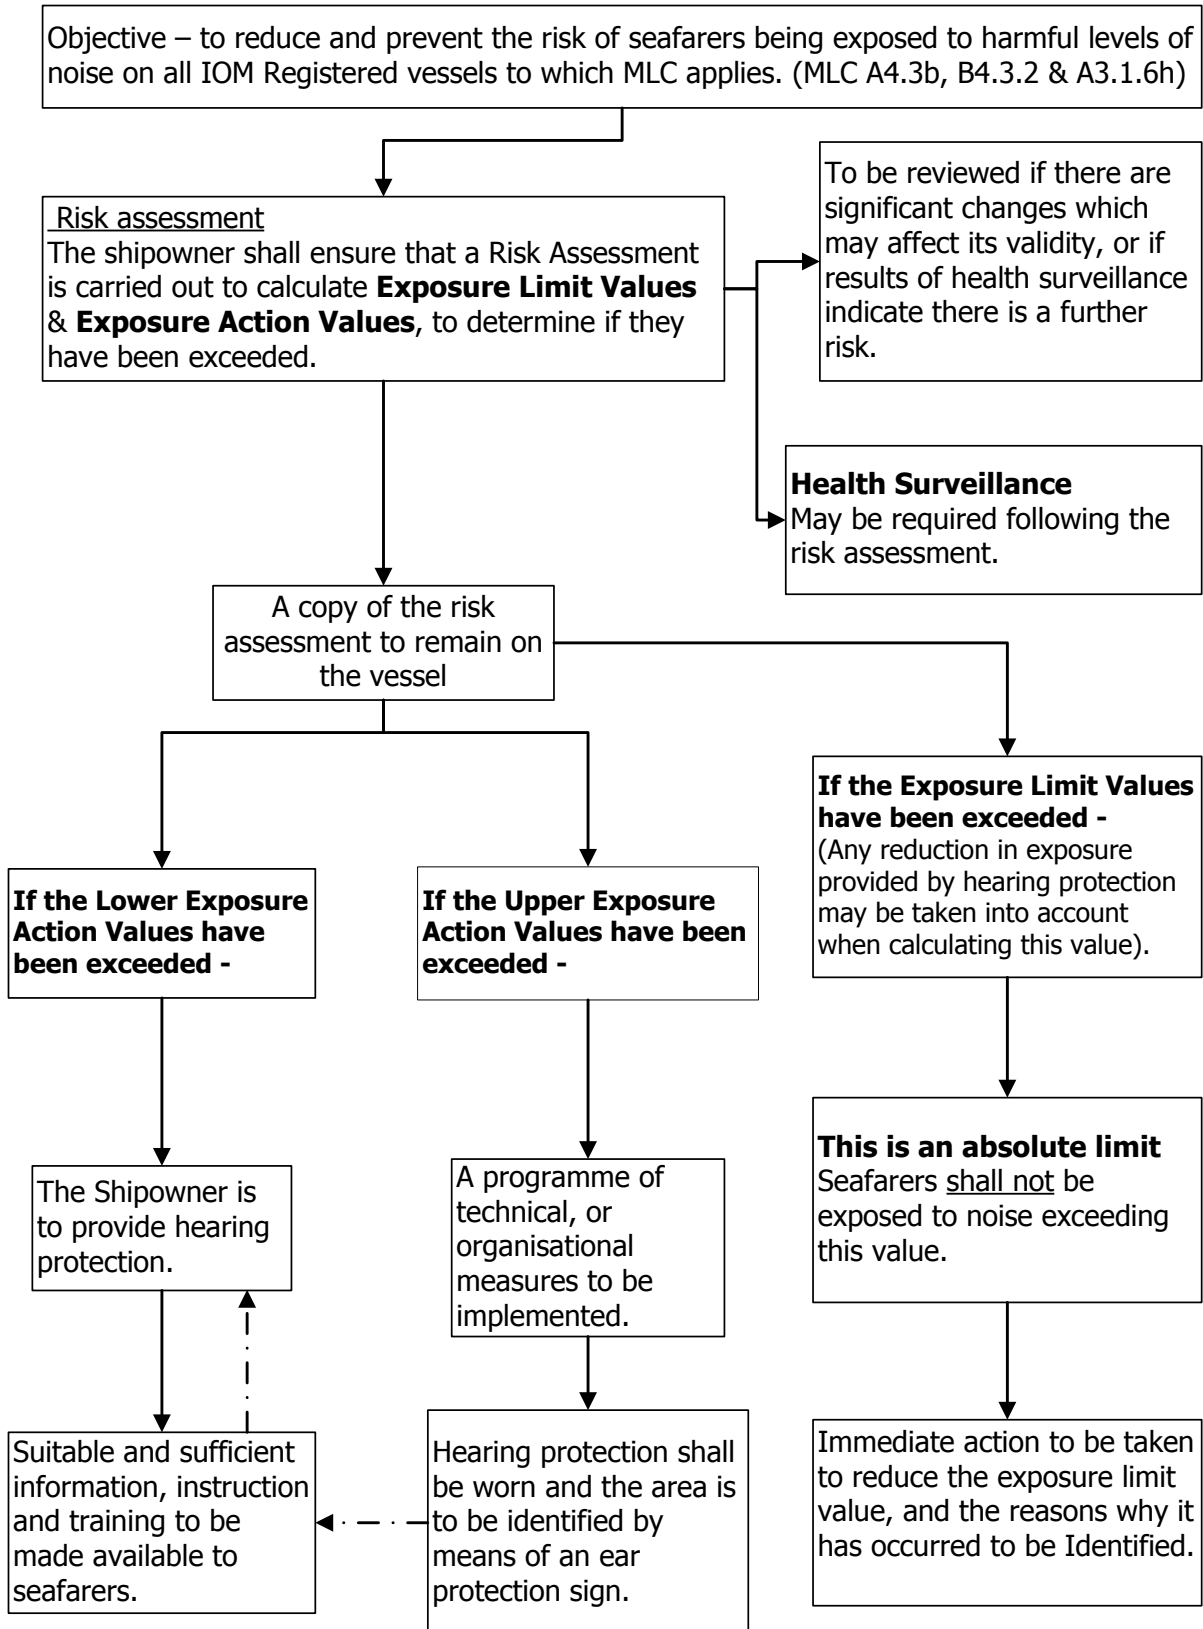 Objective – to reduce and prevent the risk of seafarers being exposed to harmful levels of
noise on all IOM Registered vessels to which MLC applies. (MLC A4.3b, B4.3.2 & A3.1.6h)
Risk assessment
The shipowner shall ensure that a Risk Assessment
is carried out to calculate Exposure Limit Values
& Exposure Action Values, to determine if they
have been exceeded.
To be reviewed if there are
significant changes which
may affect its validity, or if
results of health surveillance
indicate there is a further
risk.
Health Surveillance
May be required following the
risk assessment.
A copy of the risk
assessment to remain on
the vessel
If the Lower Exposure
Action Values have
been exceeded -
If the Upper Exposure
Action Values have been
exceeded -
If the Exposure Limit Values
have been exceeded -
(Any reduction in exposure
provided by hearing protection
may be taken into account
when calculating this value).
The Shipowner is
to provide hearing
protection.
A programme of
technical, or
organisational
measures to be
implemented.
This is an absolute limit
Seafarers shall not be
exposed to noise exceeding
this value.
Suitable and sufficient
information, instruction
and training to be
made available to
seafarers.
Hearing protection shall
be worn and the area is
to be identified by
means of an ear
protection sign.
Immediate action to be taken
to reduce the exposure limit
value, and the reasons why it
has occurred to be Identified.